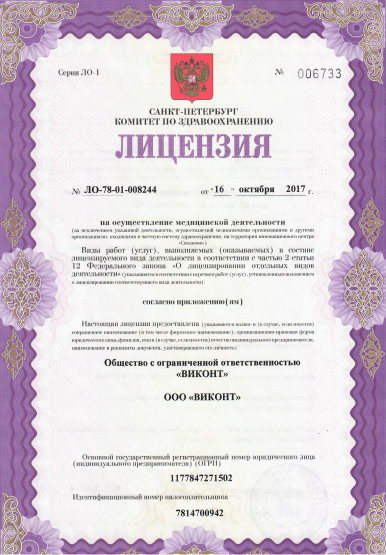 Серия ЛО-1 № 006733
САНКТ-ПЕТЕРБУРГ
КОМИТЕТ ПО ЗДРАВООХРАНЕНИЮ
ЛИЦЕНЗИЯ
№ ЛО-78-01-008244 от "16" октября 2017 г.
на осуществление медицинской деятельности
(за исключением указанной деятельности, осуществляемой медицинскими организациями и другими
организациями, входящими в частную систему здравоохранения, на территории инновационного центра
«Сколково»)
Виды работ (услуг), выполняемых (оказываемых) в составе
лицензируемого вида деятельности в соответствии с частью 2 статьи
12 Федерального закона «О лицензировании отдельных видов
деятельности» (указываются в соответствии с перечнем работ (услуг), установленным положением
о лицензировании соответствующего вида деятельности):
согласно приложению(ям)
Настоящая лицензия предоставлена (указывается полное и (в случае, если имеется)
сокращенное наименование (в том числе фирменное наименование), организационно-правовая форма
юридического лица, фамилия, имя и (в случае, если имеется) отчество индивидуального предпринимателя,
наименование и реквизиты документа, удостоверяющего его личность)
Общество с ограниченной ответственностью
«ВИКОНТ»
ООО «ВИКОНТ»
Основной государственный регистрационный номер юридического лица
(индивидуального предпринимателя) (ОГРН)
1177847271502
Идентификационный номер налогоплательщика
7814700942